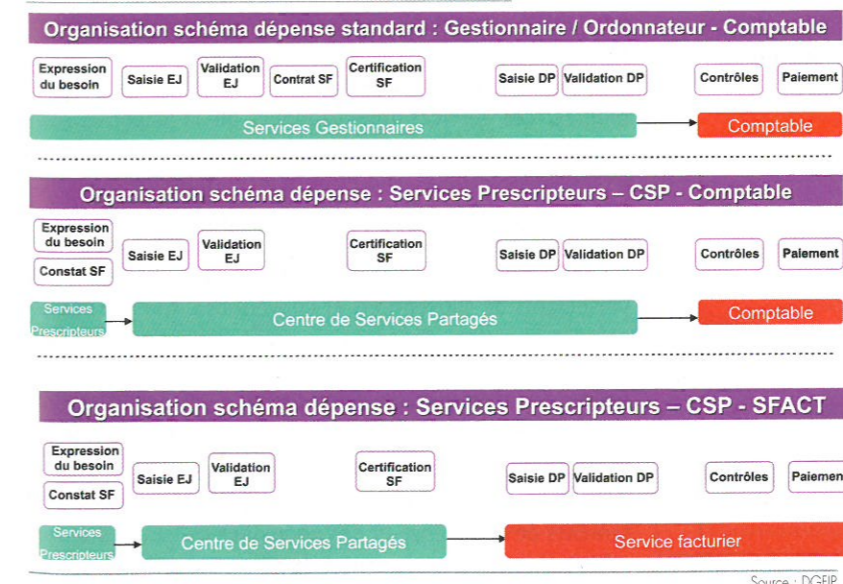 Organisation schéma dépense standard : Gestionnaire / Ordonnateur - Comptable
Expression
du besoin
Saisie EJ
Validation
EJ
Contrat SF
Certification
SF
Saisie DP
Validation DP
Contrôles
Paiement
Services Gestionnaires
Comptable
Organisation schéma dépense : Services Prescripteurs – CSP - Comptable
Expression
du besoin
Constat SF
Saisie EJ
Validation
EJ
Certification
SF
Saisie DP
Validation DP
Contrôles
Paiement
Services
Prescripteurs
Centre de Services Partagés
Comptable
Organisation schéma dépense : Services Prescripteurs – CSP - SFACT
Expression
du besoin
Constat SF
Saisie EJ
Validation
EJ
Certification
SF
Saisie DP
Validation DP
Contrôles
Paiemen
Services
Prescripteurs
Centre de Services Partagés
Service facturier
Source : DGFIP